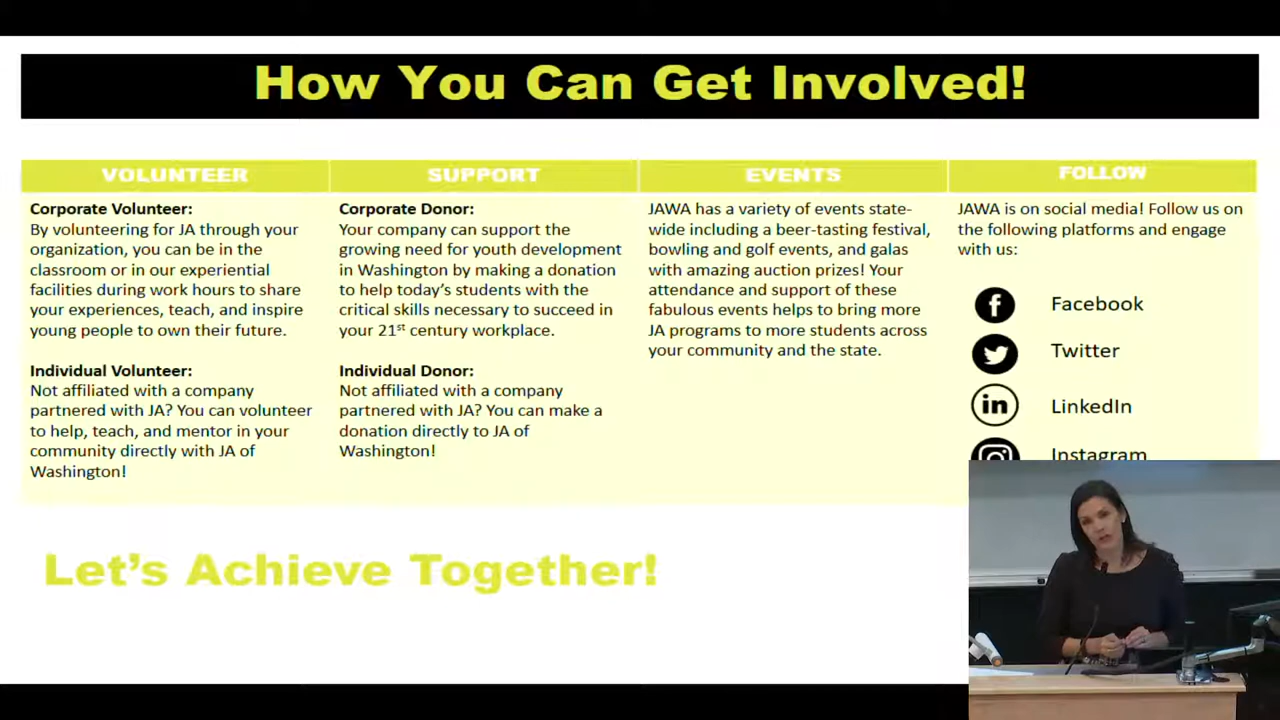 How You Can Get Involved!
VOLUNTEER
Corporate Volunteer:
By volunteering for JA through your
organization, you can be in the
classroom or in our experiential
facilities during work hours to share
your experiences, teach, and inspire
young people to own their future.
Individual Volunteer:
Not affiliated with a company
partnered with JA? You can volunteer
to help, teach, and mentor in your
community directly with JA of
Washington!
SUPPORT
Corporate Donor:
Your company can support the
growing need for youth development
in Washington by making a donation
to help today's students with the
critical skills necessary to succeed in
your 21st century workplace.
Individual Donor:
Not affiliated with a company
partnered with JA? You can make a
donation directly to JA of
Washington!
EVENTS
JAWA has a variety of events state-
wide including a beer-tasting festival,
bowling and golf events, and galas
with amazing auction prizes! Your
attendance and support of these
fabulous events helps to bring more
JA programs to more students across
your community and the state.
FOLLOW
JAWA is on social media! Follow us on
the following platforms and engage
with us:
Facebook
Twitter
in LinkedIn
Instagram
Let's Achieve Together!